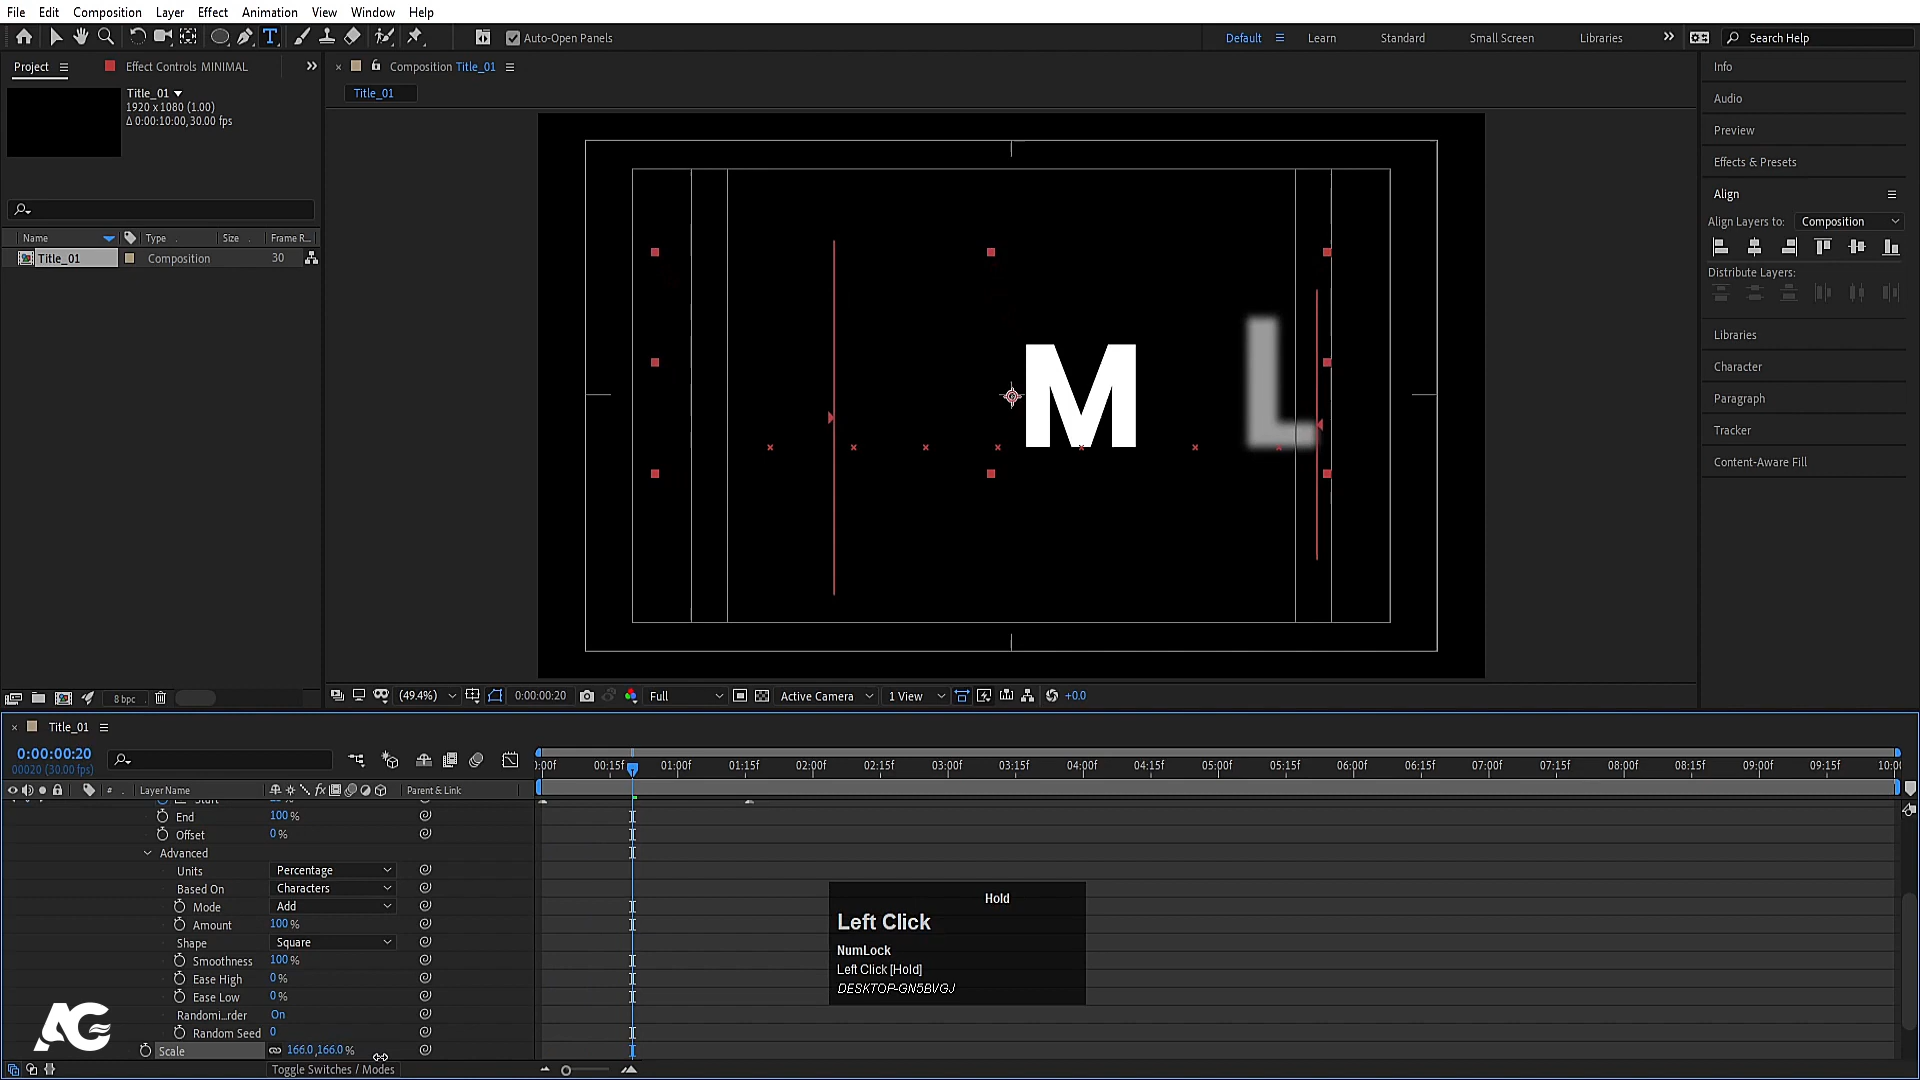 File Edit Composition Layer Effect Animation View Window Help
Auto-Open Panels
Default Learn Standard Small Screen Libraries
Search Help
Project
Effect Controls MINIMAL
Title_01
1920 x 1080 (1.00)
Δ 0:00:10:00, 30.00 fps
Name Type Size Frame R...
Title_01 Composition 30
8 bpc
Composition Title_01
Title_01
M L
(49.4%) 0:00:00:20 Full Active Camera 1 View +0.0
Info
Audio
Preview
Effects & Presets
Align
Align Layers to: Composition
Distribute Layers:
Libraries
Character
Paragraph
Tracker
Content-Aware Fill
Title_01
0:00:00:20
00020 (30.00 fps)
# . Layer Name fx Parent & Link
):00f 00:15f 01:00f 01:15f 02:00f 02:15f 03:00f 03:15f 04:00f 04:15f 05:00f 05:15f 06:00f 06:15f 07:00f 07:15f 08:00f 08:15f 09:00f 09:15f 10:0
End 100 %
Offset 0 %
Advanced
Units Percentage
Based On Characters
Mode Add
Amount 100 %
Shape Square
Smoothness 100 %
Ease High 0 %
Ease Low 0 %
Randomi...rder On
Random Seed 0
Scale 166.0,166.0 %
Toggle Switches / Modes
Hold
Left Click
NumLock
Left Click [Hold]
DESKTOP-GN5BVGJ
AG